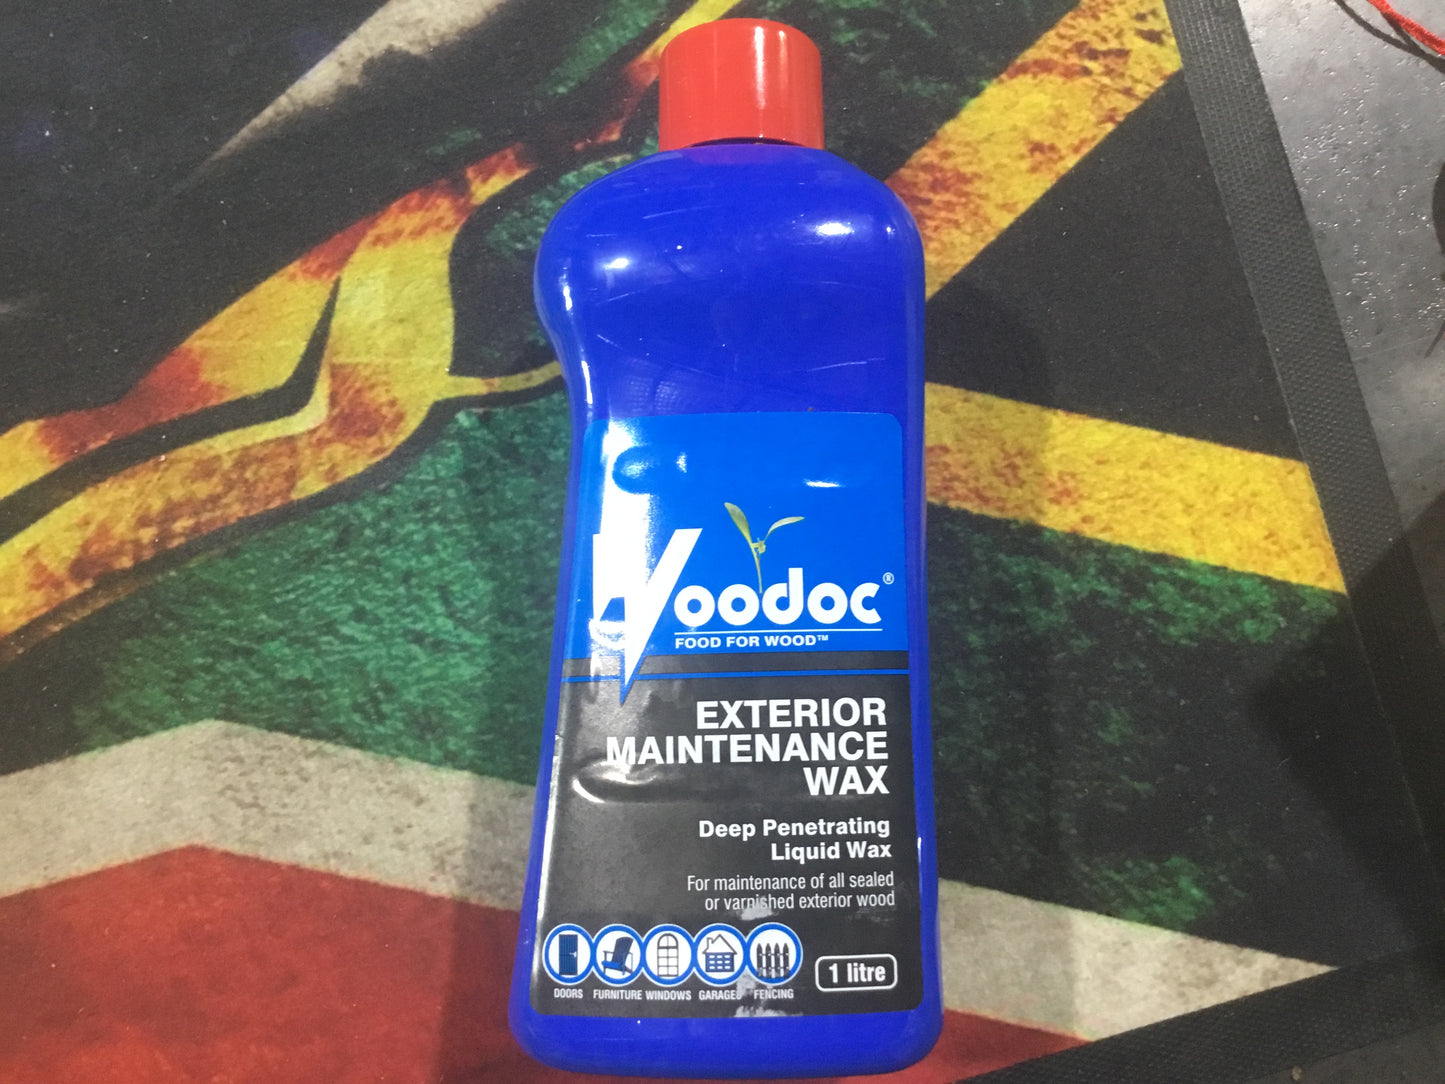 Woodoc®
FOOD FOR WOOD™
EXTERIOR
MAINTENANCE
WAX
Deep Penetrating
Liquid Wax
For maintenance of all sealed
or varnished exterior wood
DOORS FURNITURE WINDOWS GARAGES FENCING
1 litre